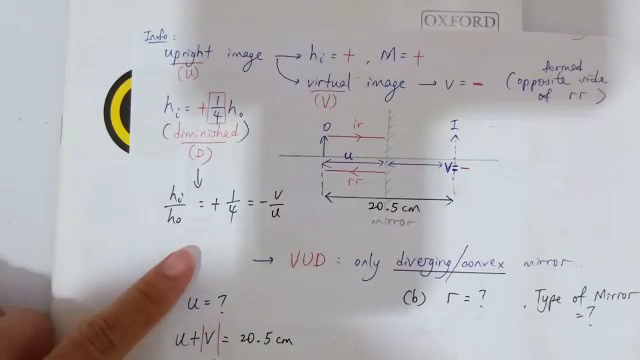 OXFORD
Info:
upright image → hi = +, M = +
(U)
→ virtual image → V = -
(V)
formed
(opposite side
of rr)
hi = + 1/4 ho
(diminished)
(D)
hi/ho = + 1/4 = - V/u
O
ir
I
u
V = -
rr
20.5 cm
mirror
→ VUD : only diverging/convex mirror.
u = ?
(b) r = ? , Type of Mirror
= ?
u + |V| = 20.5 cm